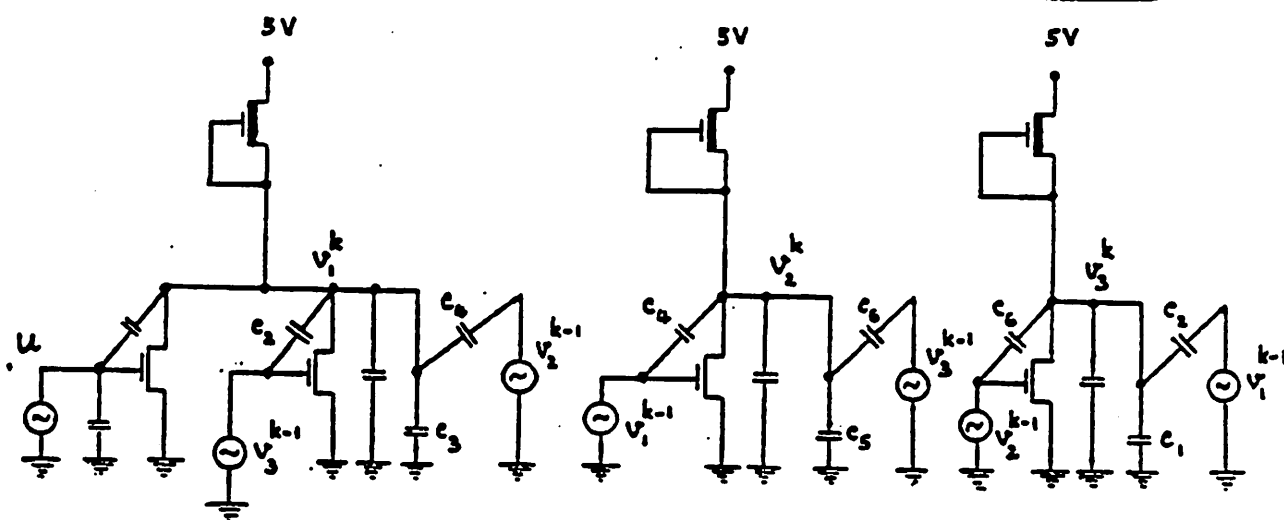 5V
5V
5V
v₁ᵏ
v₂ᵏ
v₃ᵏ
u
c₂
c₄
c₃
v₃ᵏ⁻¹
v₂ᵏ⁻¹
c₄
c₆
v₁ᵏ⁻¹
c₅
v₃ᵏ⁻¹
c₆
c₂
v₂ᵏ⁻¹
c₁
v₁ᵏ⁻¹